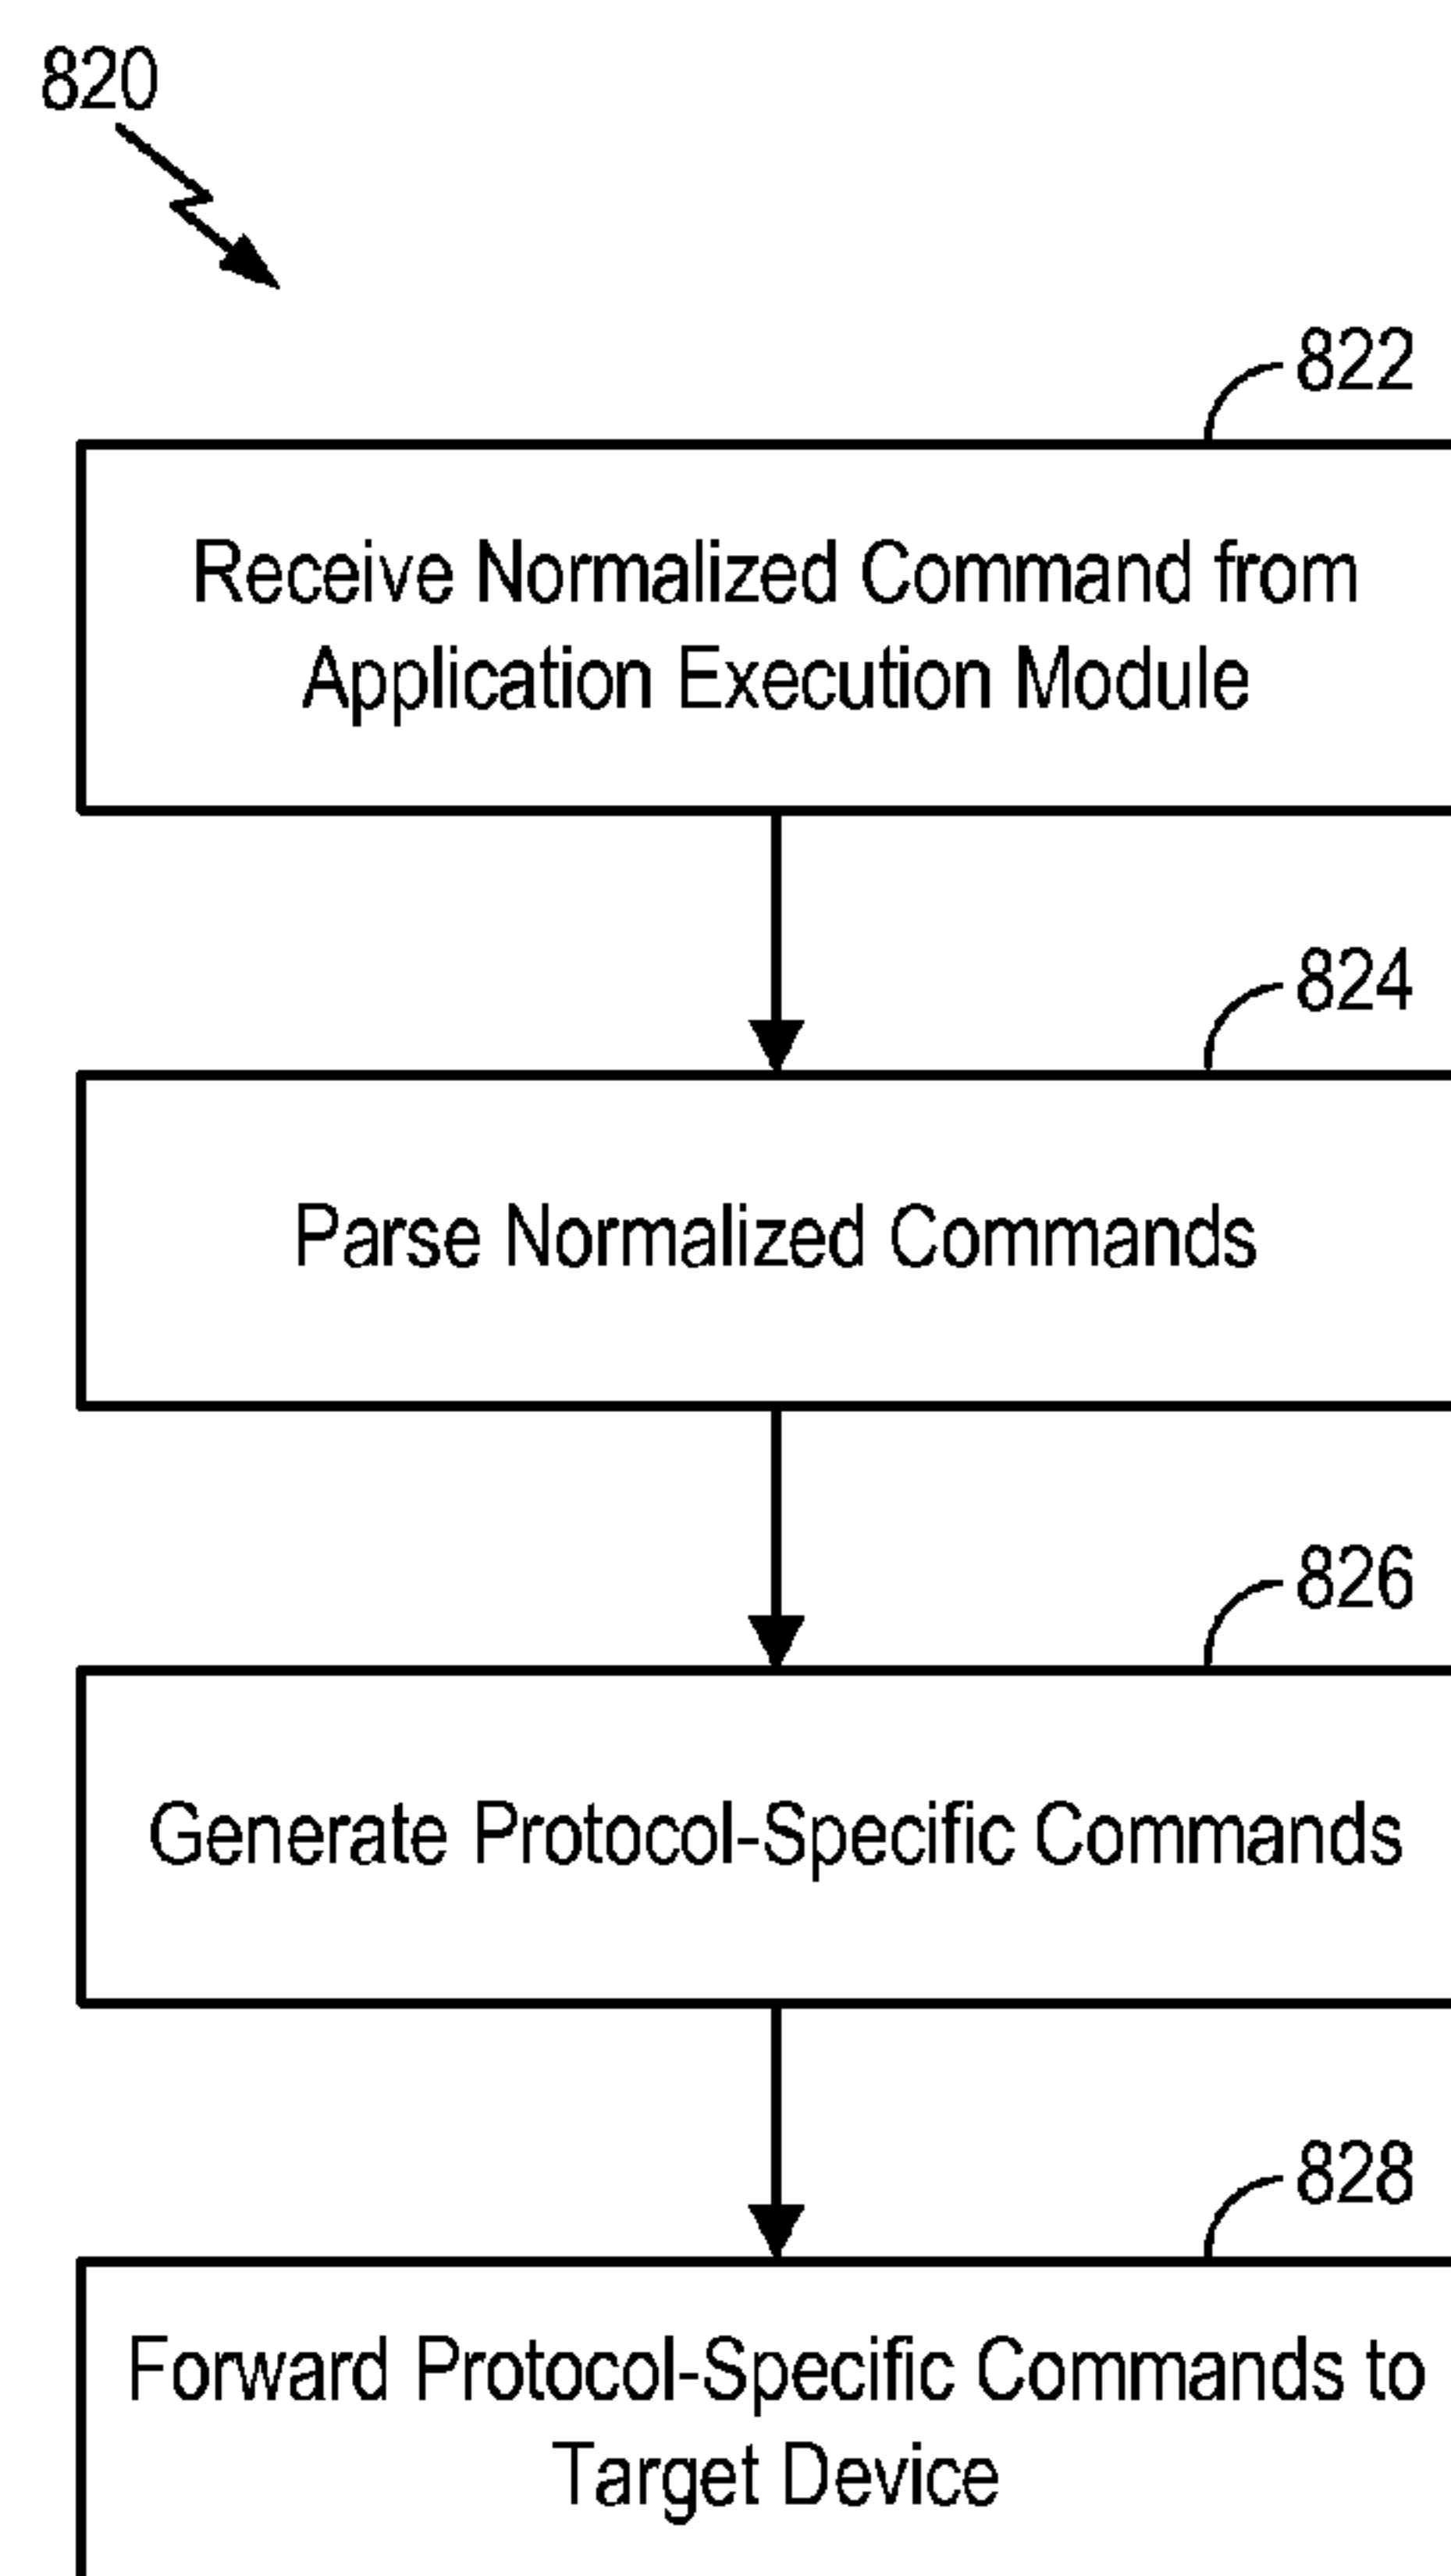 820
822
Receive Normalized Command from
Application Execution Module
824
Parse Normalized Commands
826
Generate Protocol-Specific Commands
828
Forward Protocol-Specific Commands to
Target Device